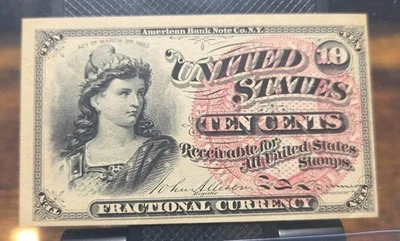 American Bank Note Co. N.Y.
ACT OF MARCH 3RD 1863.
10
UNITED
STATES
TEN CENTS
Receivable for
All United States
Stamps.
Register
FRACTIONAL CURRENCY